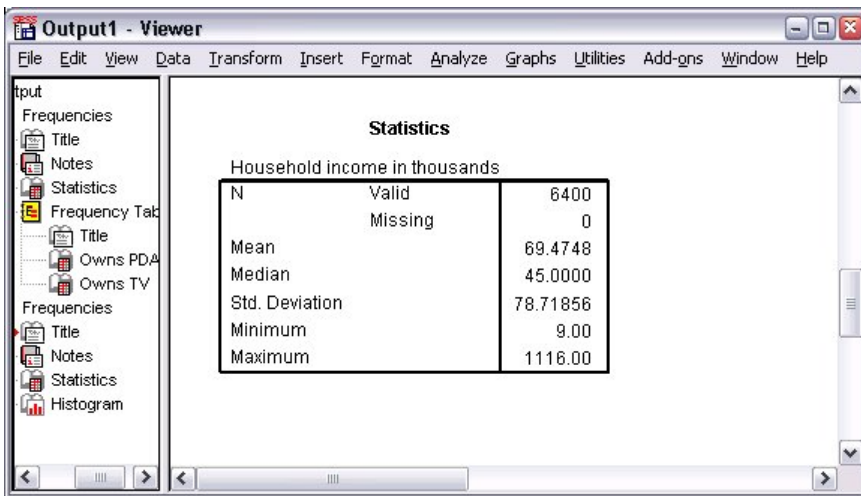 Output1 - Viewer
File Edit View Data Transform Insert Format Analyze Graphs Utilities Add-ons Window Help
tput
Frequencies
Title
Notes
Statistics
Frequency Tab
Title
Owns PDA
Owns TV
Frequencies
Title
Notes
Statistics
Histogram
Statistics
Household income in thousands
N Valid 6400
Missing 0
Mean 69.4748
Median 45.0000
Std. Deviation 78.71856
Minimum 9.00
Maximum 1116.00